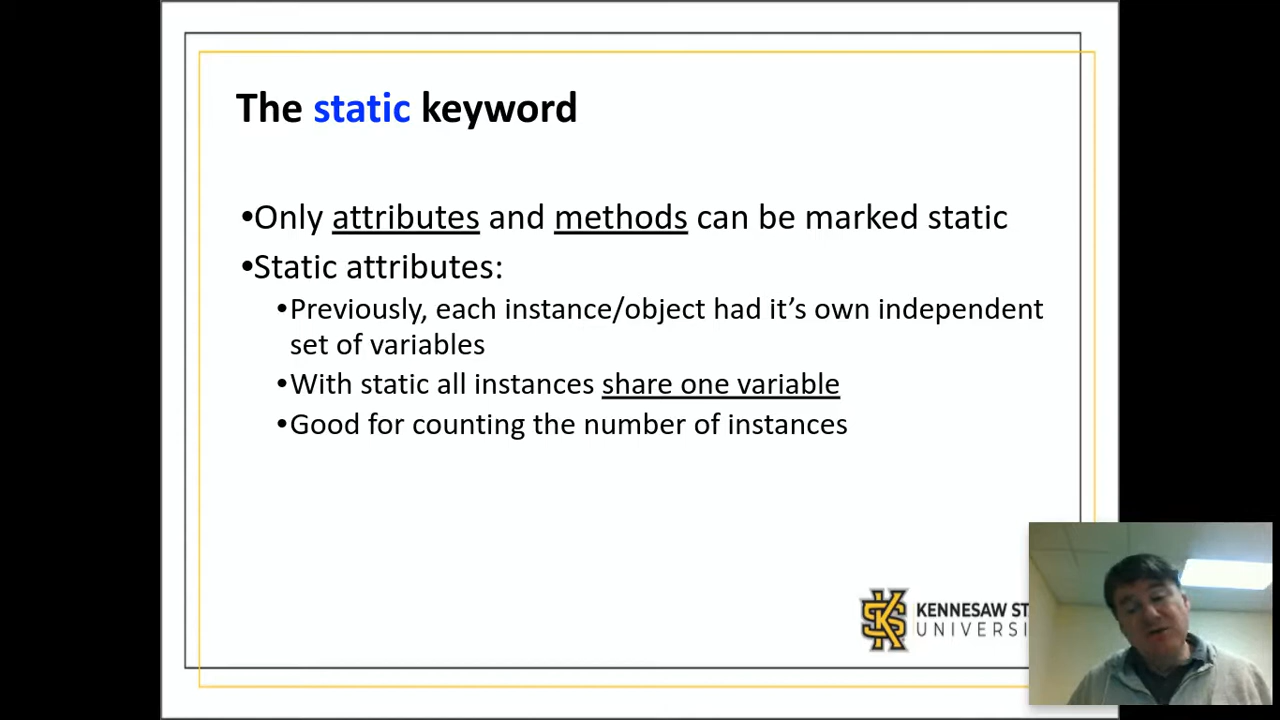 The static keyword
•Only attributes and methods can be marked static
•Static attributes:
•Previously, each instance/object had it’s own independent
set of variables
•With static all instances share one variable
•Good for counting the number of instances
KENNESAW ST
UNIVERSI